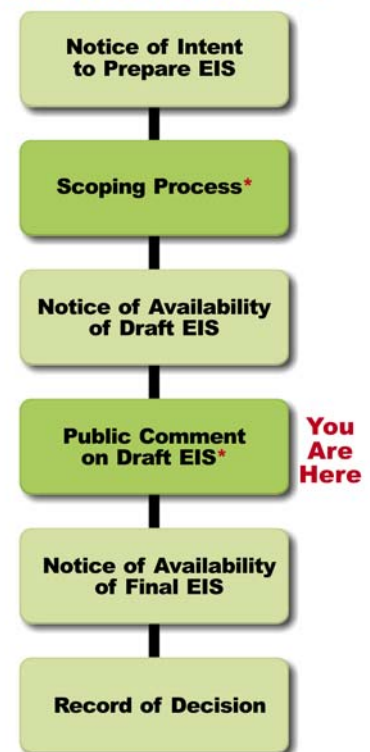 Notice of Intent
to Prepare EIS
Scoping Process*
Notice of Availability
of Draft EIS
Public Comment
on Draft EIS*
You
Are
Here
Notice of Availability
of Final EIS
Record of Decision